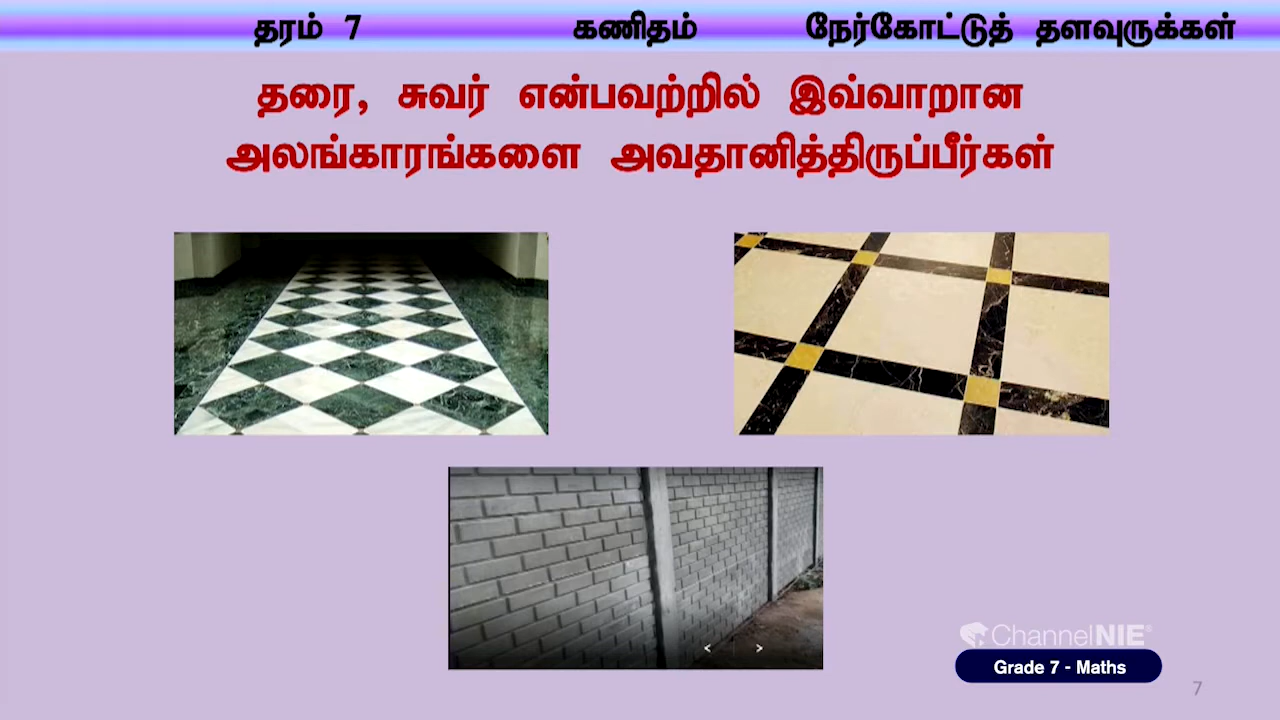 தரம் 7 கணிதம் நேர்கோட்டுத் தளவுருக்கள்
தரை, சுவர் என்பவற்றில் இவ்வாறான
அலங்காரங்களை அவதானித்திருப்பீர்கள்
ChannelNIE
Grade 7 - Maths
7